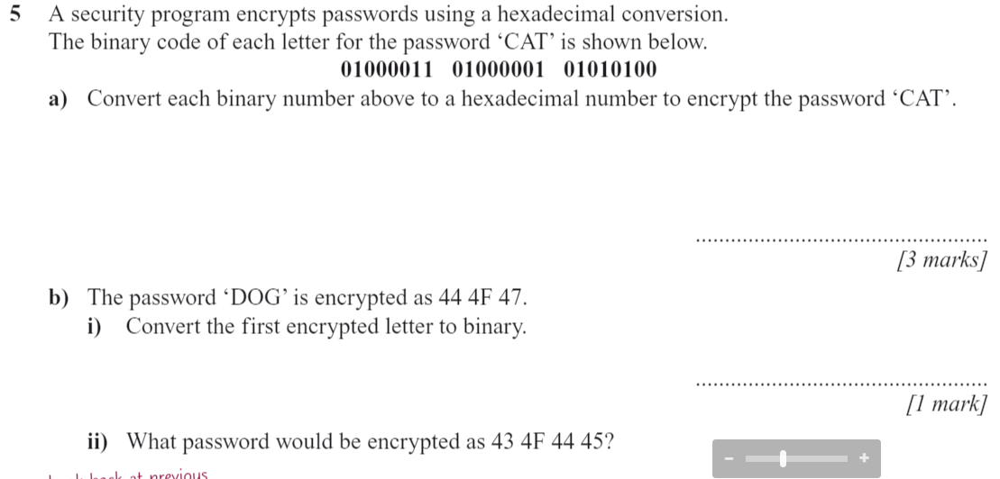 5 A security program encrypts passwords using a hexadecimal conversion.
The binary code of each letter for the password ‘CAT’ is shown below.
01000011 01000001 01010100
a) Convert each binary number above to a hexadecimal number to encrypt the password ‘CAT’.
......................................................
[3 marks]
b) The password ‘DOG’ is encrypted as 44 4F 47.
i) Convert the first encrypted letter to binary.
......................................................
[1 mark]
ii) What password would be encrypted as 43 4F 44 45?
− +
at previous